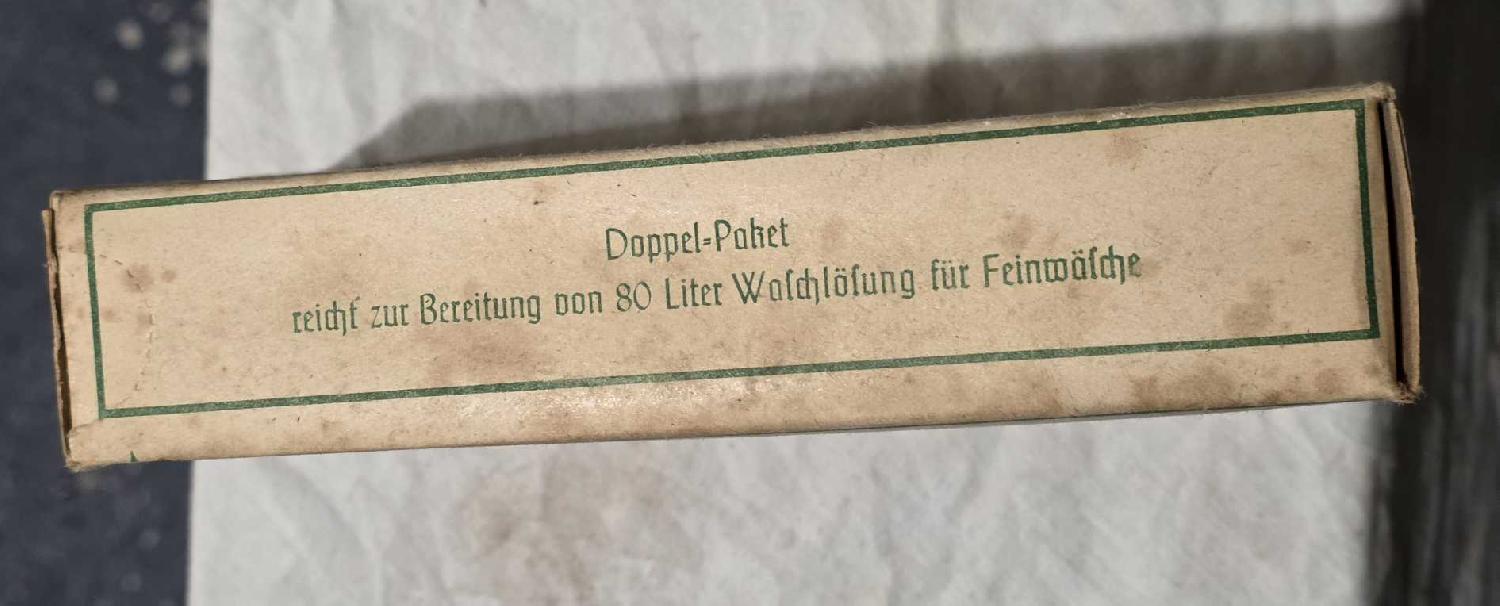 Doppel-Paket
reicht zur Bereitung von 80 Liter Waſchlöſung für Feinwäſche